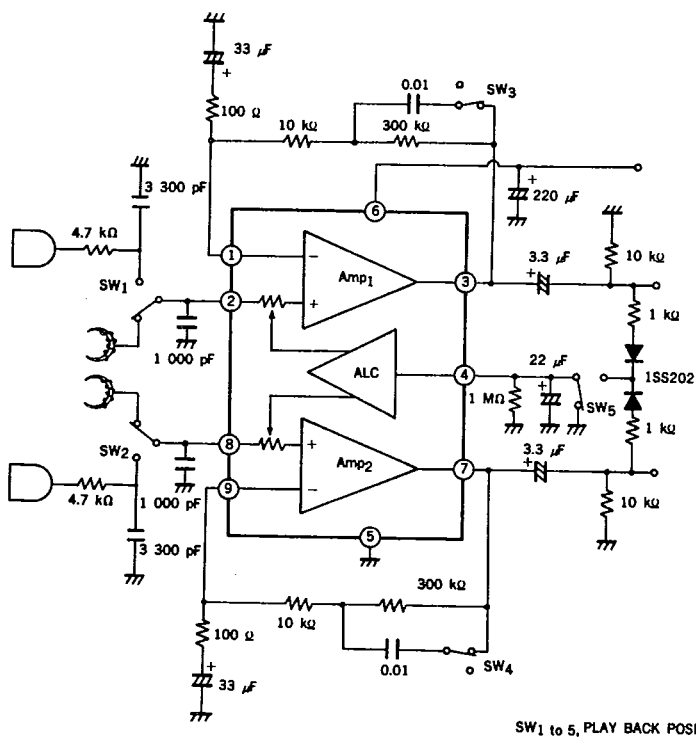 33 μF
+
100 Ω
0.01
SW3
10 kΩ
300 kΩ
3 300 pF
4.7 kΩ
6
+
220 μF
1
−
Amp1
3
3.3 μF
+
10 kΩ
SW1
2
+
1 000 pF
1 kΩ
ALC
4
22 μF
+
1 MΩ
SW5
1SS202
SW2
8
+
Amp2
7
3.3 μF
+
1 kΩ
9
−
4.7 kΩ
1 000 pF
10 kΩ
3 300 pF
5
300 kΩ
10 kΩ
100 Ω
0.01
SW4
+
33 μF
SW1 to 5, PLAY BACK POSI